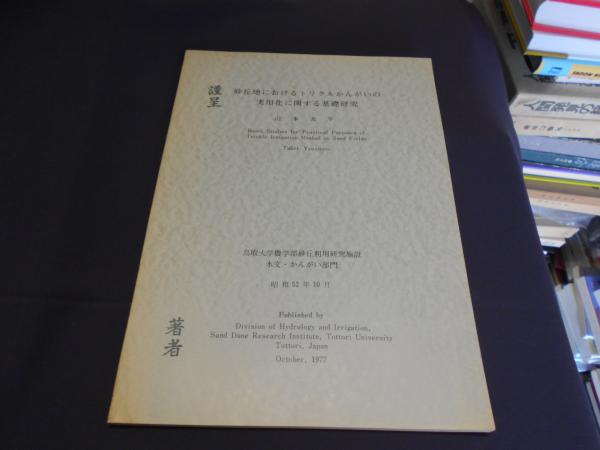 謹呈
砂丘地におけるトリクルかんがいの
実用化に関する基礎研究
山本太平
Basic Studies for Practical Purposes of
Trickle Irrigation Method in Sand Fields
Tahei Yamamoto
鳥取大学農学部砂丘利用研究施設
水文・かんがい部門
昭和52年10月
Published by
Division of Hydrology and Irrigation,
Sand Dune Research Institute, Tottori University
Tottori, Japan
October, 1977
著者